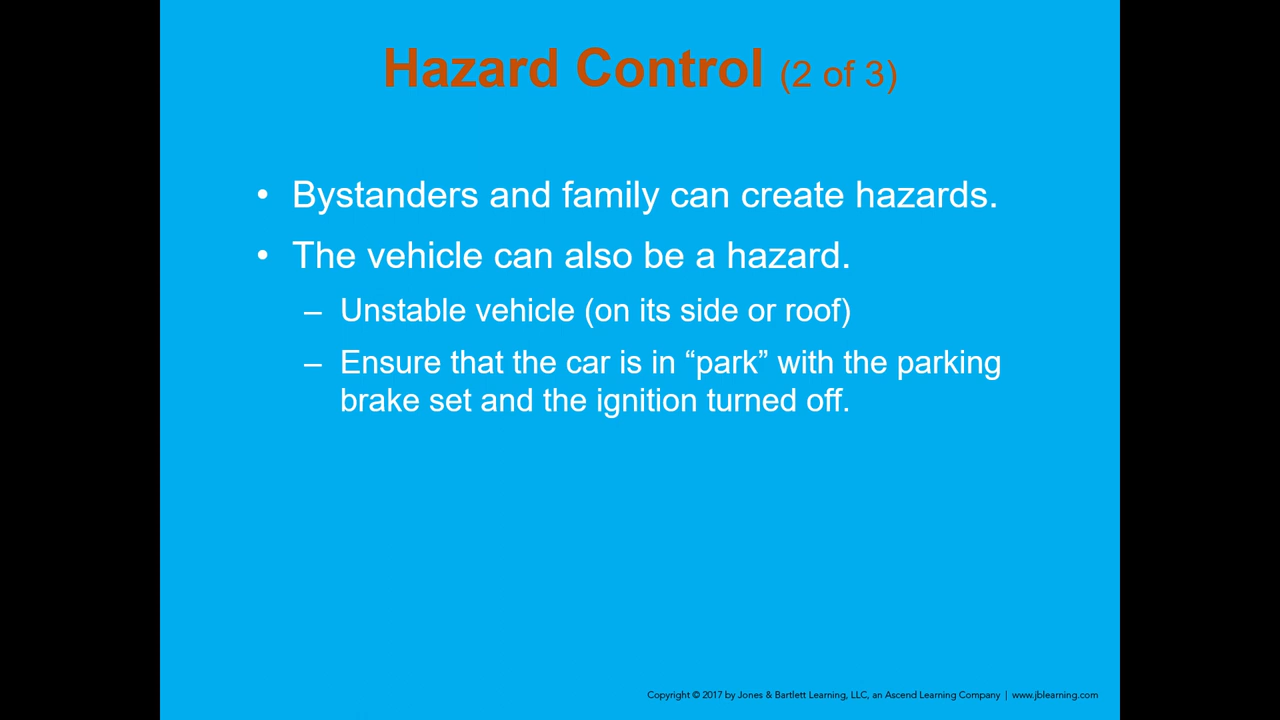 Hazard Control (2 of 3)
• Bystanders and family can create hazards.
• The vehicle can also be a hazard.
– Unstable vehicle (on its side or roof)
– Ensure that the car is in “park” with the parking
brake set and the ignition turned off.
Copyright © 2017 by Jones & Bartlett Learning, LLC, an Ascend Learning Company | www.jblearning.com